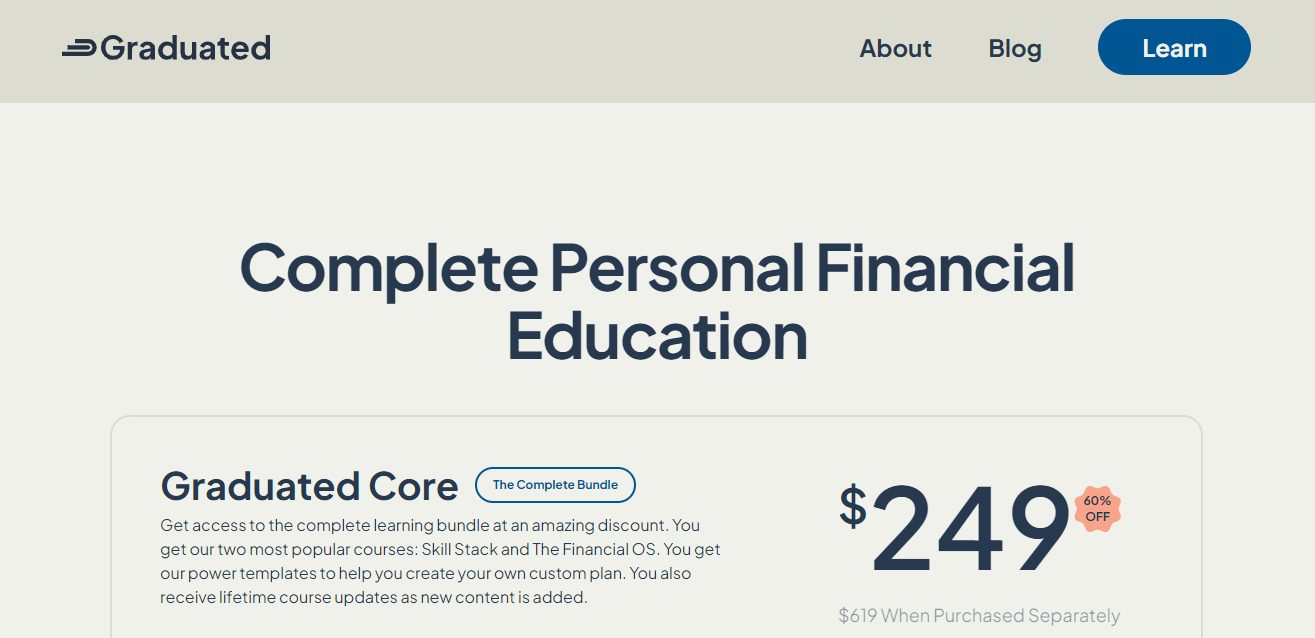 Graduated
About
Blog
Learn
Complete Personal Financial
Education
Graduated Core
The Complete Bundle
Get access to the complete learning bundle at an amazing discount. You
get our two most popular courses: Skill Stack and The Financial OS. You get
our power templates to help you create your own custom plan. You also
receive lifetime course updates as new content is added.
$249
60%
OFF
$619 When Purchased Separately